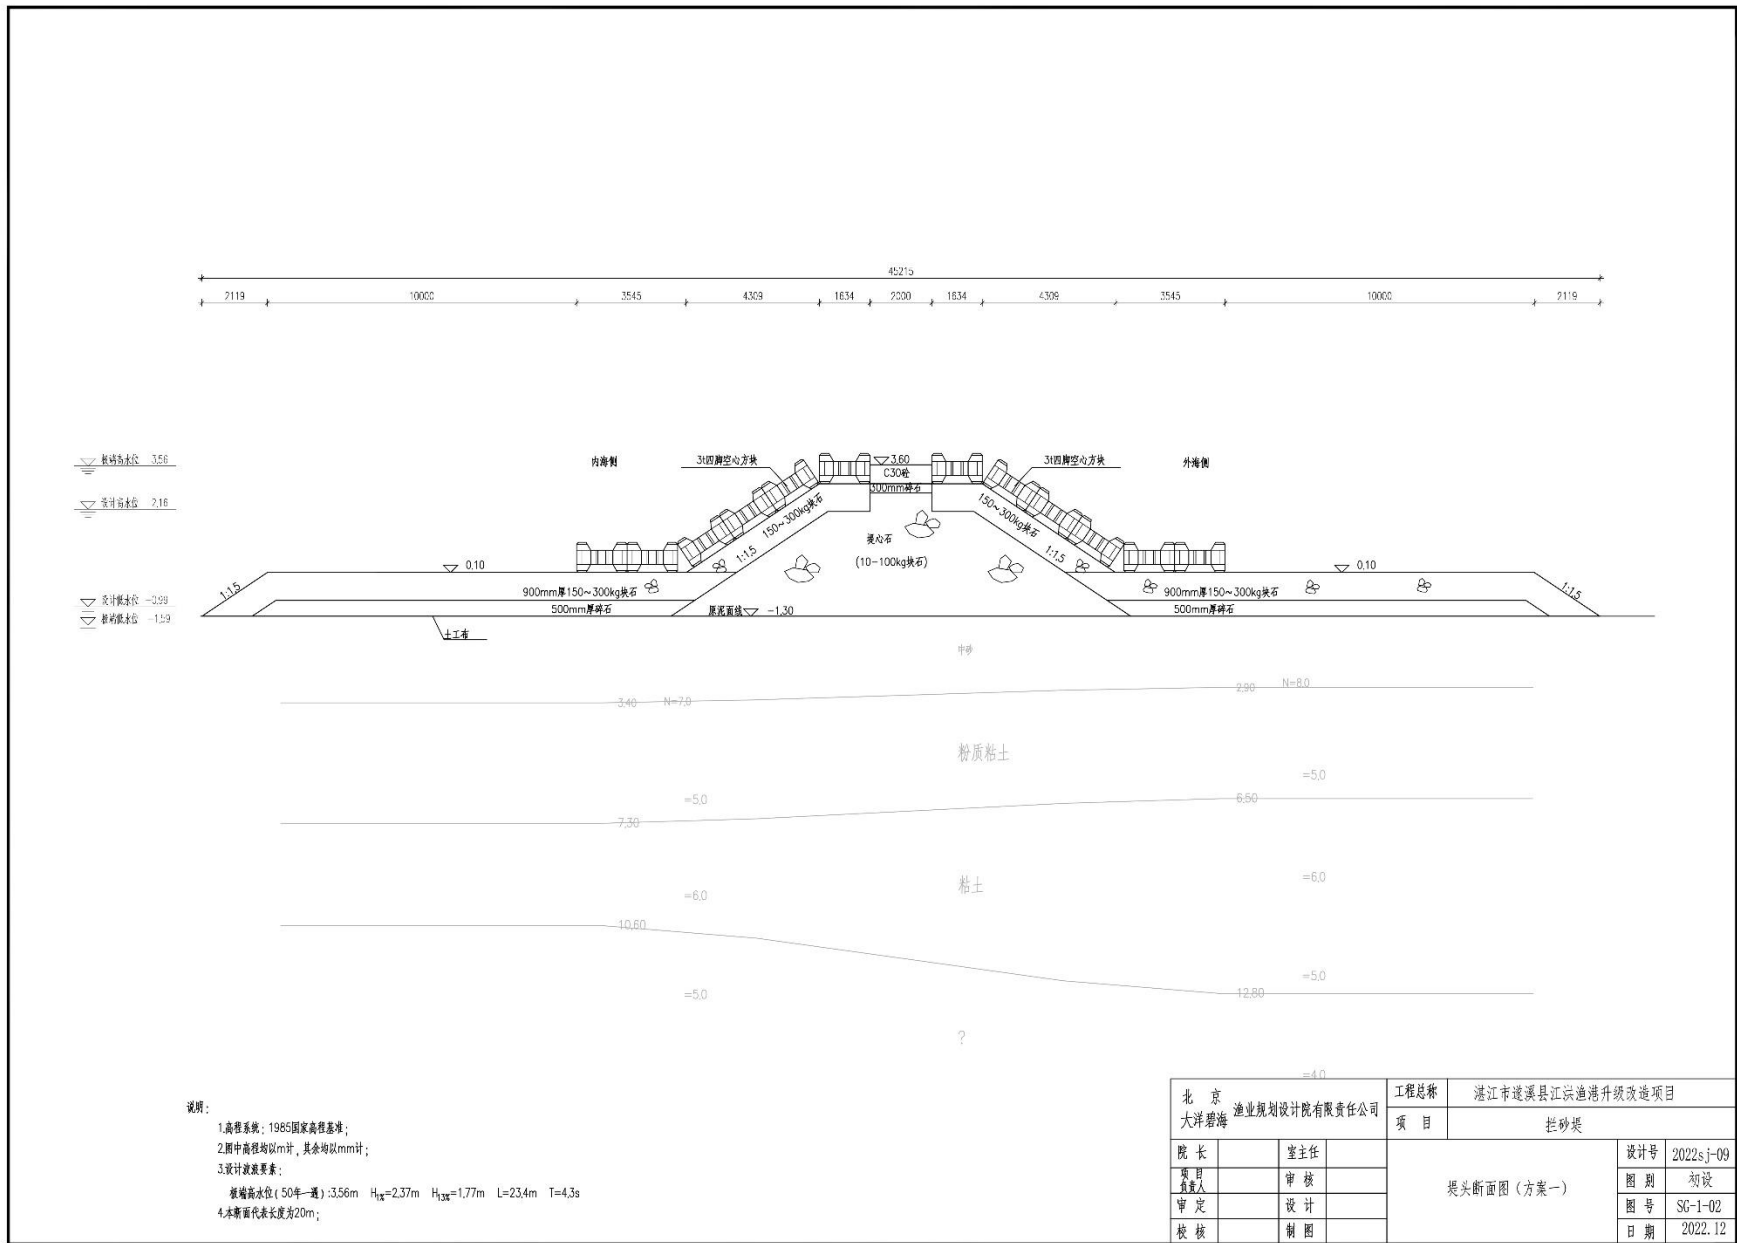 45215
2119 10000 3545 4309 1634 2000 1634 4309 3545 10000 2119
极端高水位 3.56
设计高水位 2.16
设计低水位 -0.99
极端低水位 -1.59
内海侧
3t四脚空心方块
3.60
C30砼
300mm碎石
3t四脚空心方块
外海侧
150~300kg块石
1:1.5
堤心石
(10-100kg块石)
150~300kg块石
1:1.5
0.10
0.10
1:1.5
900mm厚150~300kg块石
500mm厚碎石
原泥面线 -1.30
900mm厚150~300kg块石
500mm厚碎石
1:1.5
土工布
中砂
3.40 N=7.0
2.90 N=8.0
粉质粘土
=5.0
=5.0
7.30
6.50
粘土
=6.0
=6.0
10.60
=5.0
=5.0
12.80
?
=4.0
说明：
1.高程系统：1985国家高程基准；
2.图中高程均以m计，其余均以mm计；
3.设计波浪要素：
极端高水位(50年一遇):3.56m H1%=2.37m H13%=1.77m L=23.4m T=4.3s
4.本断面代表长度为20m；
北京
大洋碧海
渔业规划设计院有限责任公司
工程总称 湛江市遂溪县江洪渔港升级改造项目
项目 拦砂堤
院长 室主任
项目负责人 审核
审定 设计
校核 制图
堤头断面图（方案一）
设计号 2022sj-09
图别 初设
图号 SG-1-02
日期 2022.12